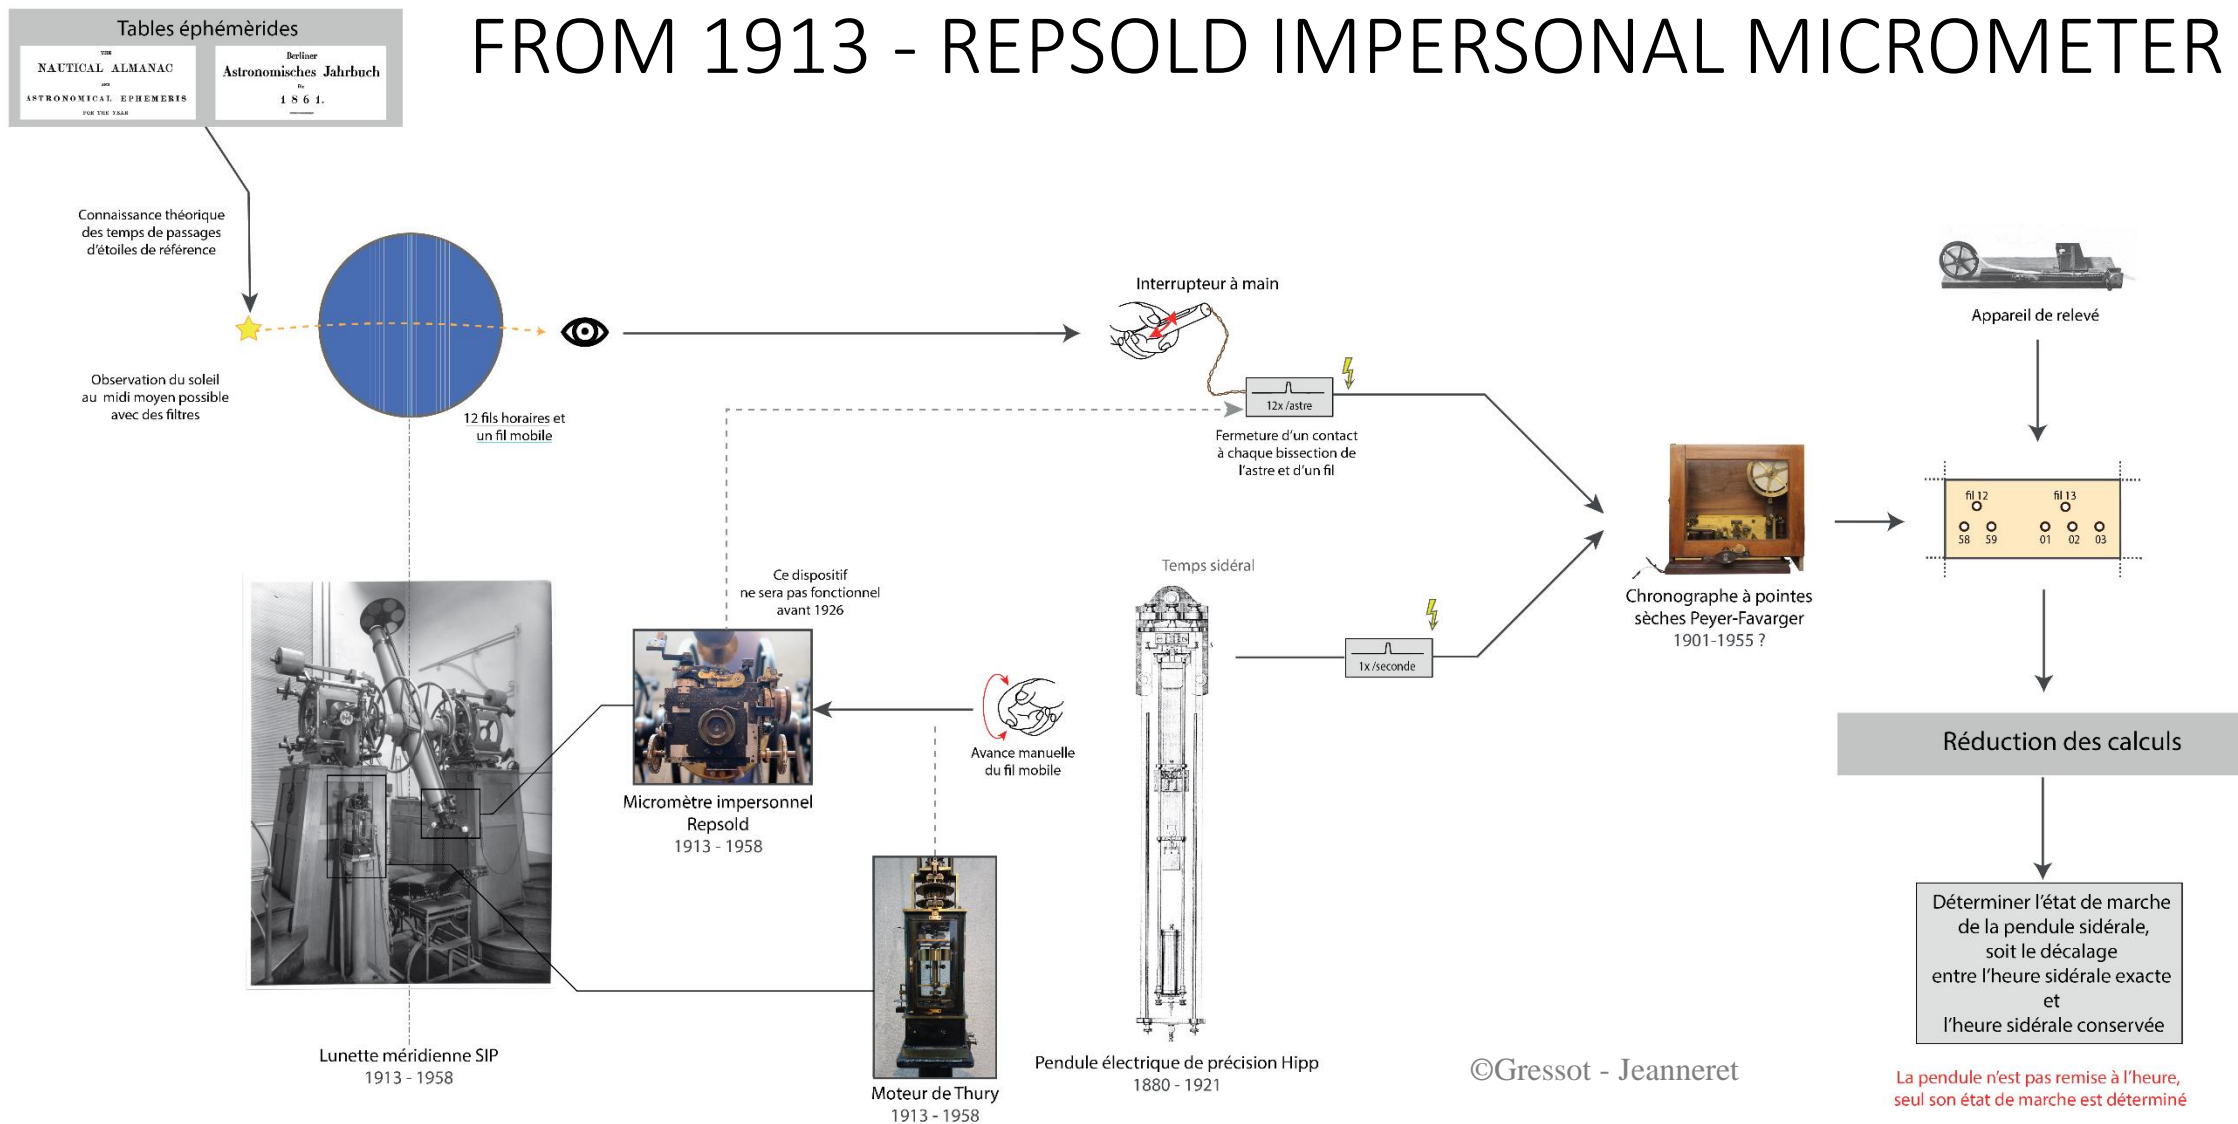 FROM 1913 - REPSOLD IMPERSONAL MICROMETER
Tables éphémèrides
THE
NAUTICAL ALMANAC
AND
ASTRONOMICAL EPHEMERIS
FOR THE YEAR
Berliner
Astronomisches Jahrbuch
für
1861.
Connaissance théorique
des temps de passages
d'étoiles de référence
Observation du soleil
au midi moyen possible
avec des filtres
12 fils horaires et
un fil mobile
Interrupteur à main
12x /astre
Fermeture d'un contact
à chaque bissection de
l'astre et d'un fil
Appareil de relevé
fil 12
fil 13
58
59
01
02
03
Chronographe à pointes
sèches Peyer-Favarger
1901-1955 ?
Temps sidéral
1x /seconde
Ce dispositif
ne sera pas fonctionnel
avant 1926
Micromètre impersonnel
Repsold
1913 - 1958
Avance manuelle
du fil mobile
Réduction des calculs
Déterminer l'état de marche
de la pendule sidérale,
soit le décalage
entre l'heure sidérale exacte
et
l'heure sidérale conservée
Lunette méridienne SIP
1913 - 1958
Moteur de Thury
1913 - 1958
Pendule électrique de précision Hipp
1880 - 1921
©Gressot - Jeanneret
La pendule n'est pas remise à l'heure,
seul son état de marche est déterminé